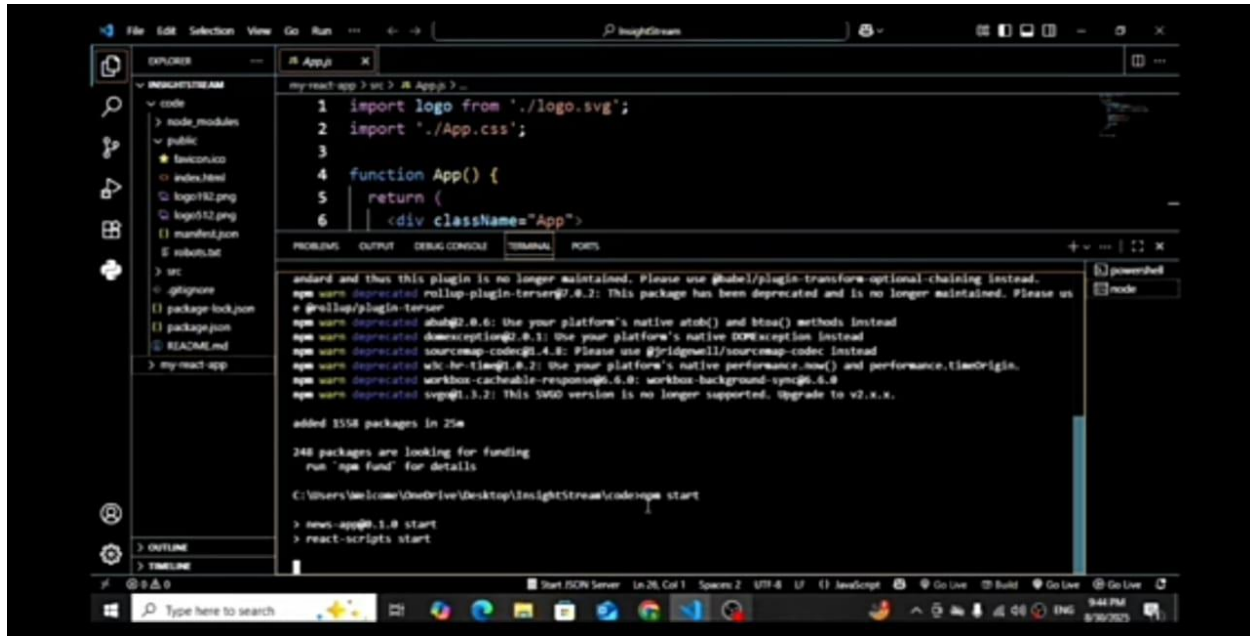 File Edit Selection View Go Run ...
InsightStream
EXPLORER
INSIGHTSTREAM
code
node_modules
public
favicon.ico
index.html
logo192.png
logo512.png
manifest.json
robots.txt
src
.gitignore
package-lock.json
package.json
README.md
my-react-app
OUTLINE
TIMELINE
JS App.js ×
my-react-app > src > JS App.js > ...
1 import logo from './logo.svg';
2 import './App.css';
3
4 function App() {
5 return (
6 <div className="App">
PROBLEMS OUTPUT DEBUG CONSOLE TERMINAL PORTS
powershell
node
andard and thus this plugin is no longer maintained. Please use @babel/plugin-transform-optional-chaining instead.
npm warn deprecated rollup-plugin-terser@7.0.2: This package has been deprecated and is no longer maintained. Please us
e @rollup/plugin-terser
npm warn deprecated abab@2.0.6: Use your platform's native atob() and btoa() methods instead
npm warn deprecated domexception@2.0.1: Use your platform's native DOMException instead
npm warn deprecated sourcemap-codec@1.4.8: Please use @jridgewell/sourcemap-codec instead
npm warn deprecated w3c-hr-time@1.0.2: Use your platform's native performance.now() and performance.timeOrigin.
npm warn deprecated workbox-cacheable-response@6.6.0: workbox-background-sync@6.6.0
npm warn deprecated svgo@1.3.2: This SVGO version is no longer supported. Upgrade to v2.x.x.
added 1558 packages in 25m
248 packages are looking for funding
run `npm fund` for details
C:\Users\Welcome\OneDrive\Desktop\InsightStream\code>npm start
> news-app@0.1.0 start
> react-scripts start
0 0 Start JSON Server Ln 26, Col 1 Spaces: 2 UTF-8 LF {} JavaScript Go Live Build Go Live Go Live
Type here to search
ENG
9:44 PM
8/30/2025